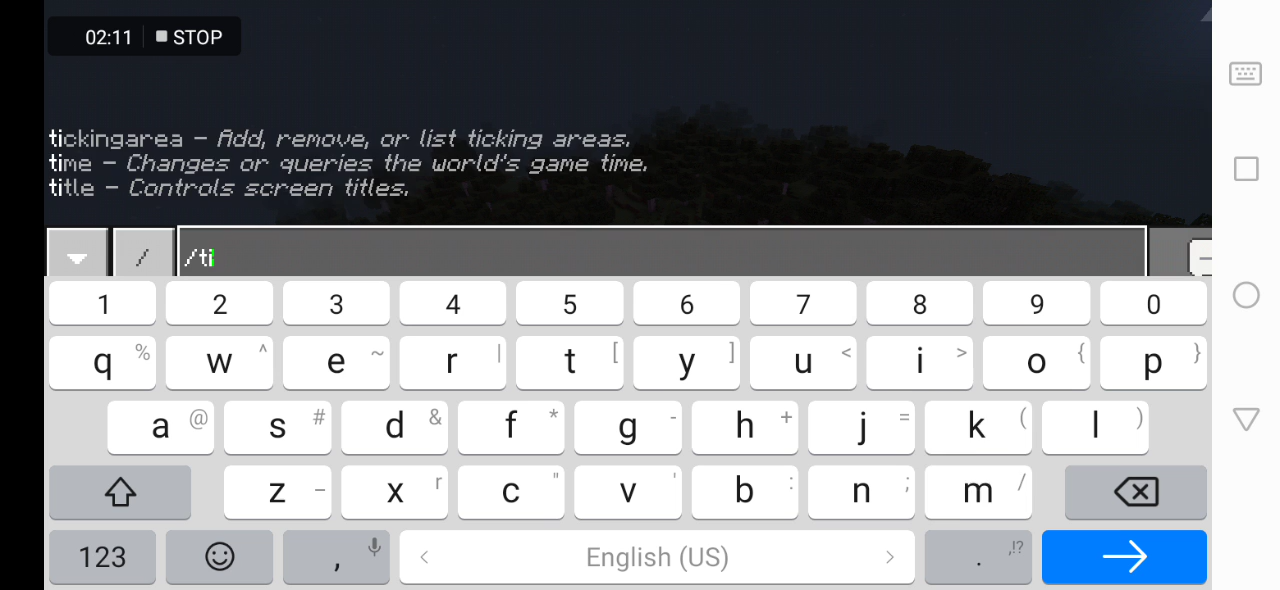 02:11 STOP
tickingarea – Add, remove, or list ticking areas.
time – Changes or queries the world's game time.
title – Controls screen titles.
/ /ti
1 2 3 4 5 6 7 8 9 0
q % w ^ e ~ r | t [ y ] u < i > o { p }
a @ s # d & f * g - h + j = k ( l )
z _ x r c " v ' b : n ; m /
123 , < English (US) > . ,!?